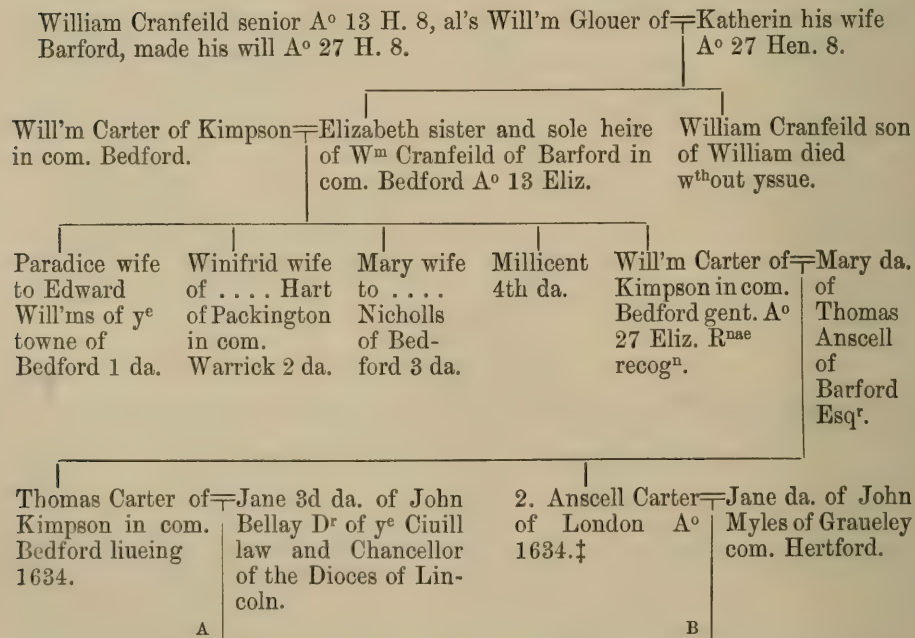 William Cranfeild senior Aº 13 H. 8, al's Will'm Glouer of
Barford, made his will Aº 27 H. 8.
Katherin his wife
Aº 27 Hen. 8.
Will'm Carter of Kimpson
in com. Bedford.
Elizabeth sister and sole heire
of Wᵐ Cranfeild of Barford in
com. Bedford Aº 13 Eliz.
William Cranfeild son
of William died
wᵗʰout yssue.
Paradice wife
to Edward
Will'ms of yᵉ
towne of
Bedford 1 da.
Winifrid wife
of .... Hart
of Packington
in com.
Warrick 2 da.
Mary wife
to ....
Nicholls
of Bed-
ford 3 da.
Millicent
4th da.
Will'm Carter of
Kimpson in com.
Bedford gent. Aº
27 Eliz. Rⁿᵃᵉ
recogⁿ.
Mary da.
of
Thomas
Anscell
of
Barford
Esqʳ.
Thomas Carter of
Kimpson in com.
Bedford liueing
1634.
Jane 3d da. of John
Bellay Dʳ of yᵉ Ciuill
law and Chancellor
of the Dioces of Lin-
coln.
2. Anscell Carter
of London Aº
1634.‡
Jane da. of John
Myles of Graueley
com. Hertford.
A
B